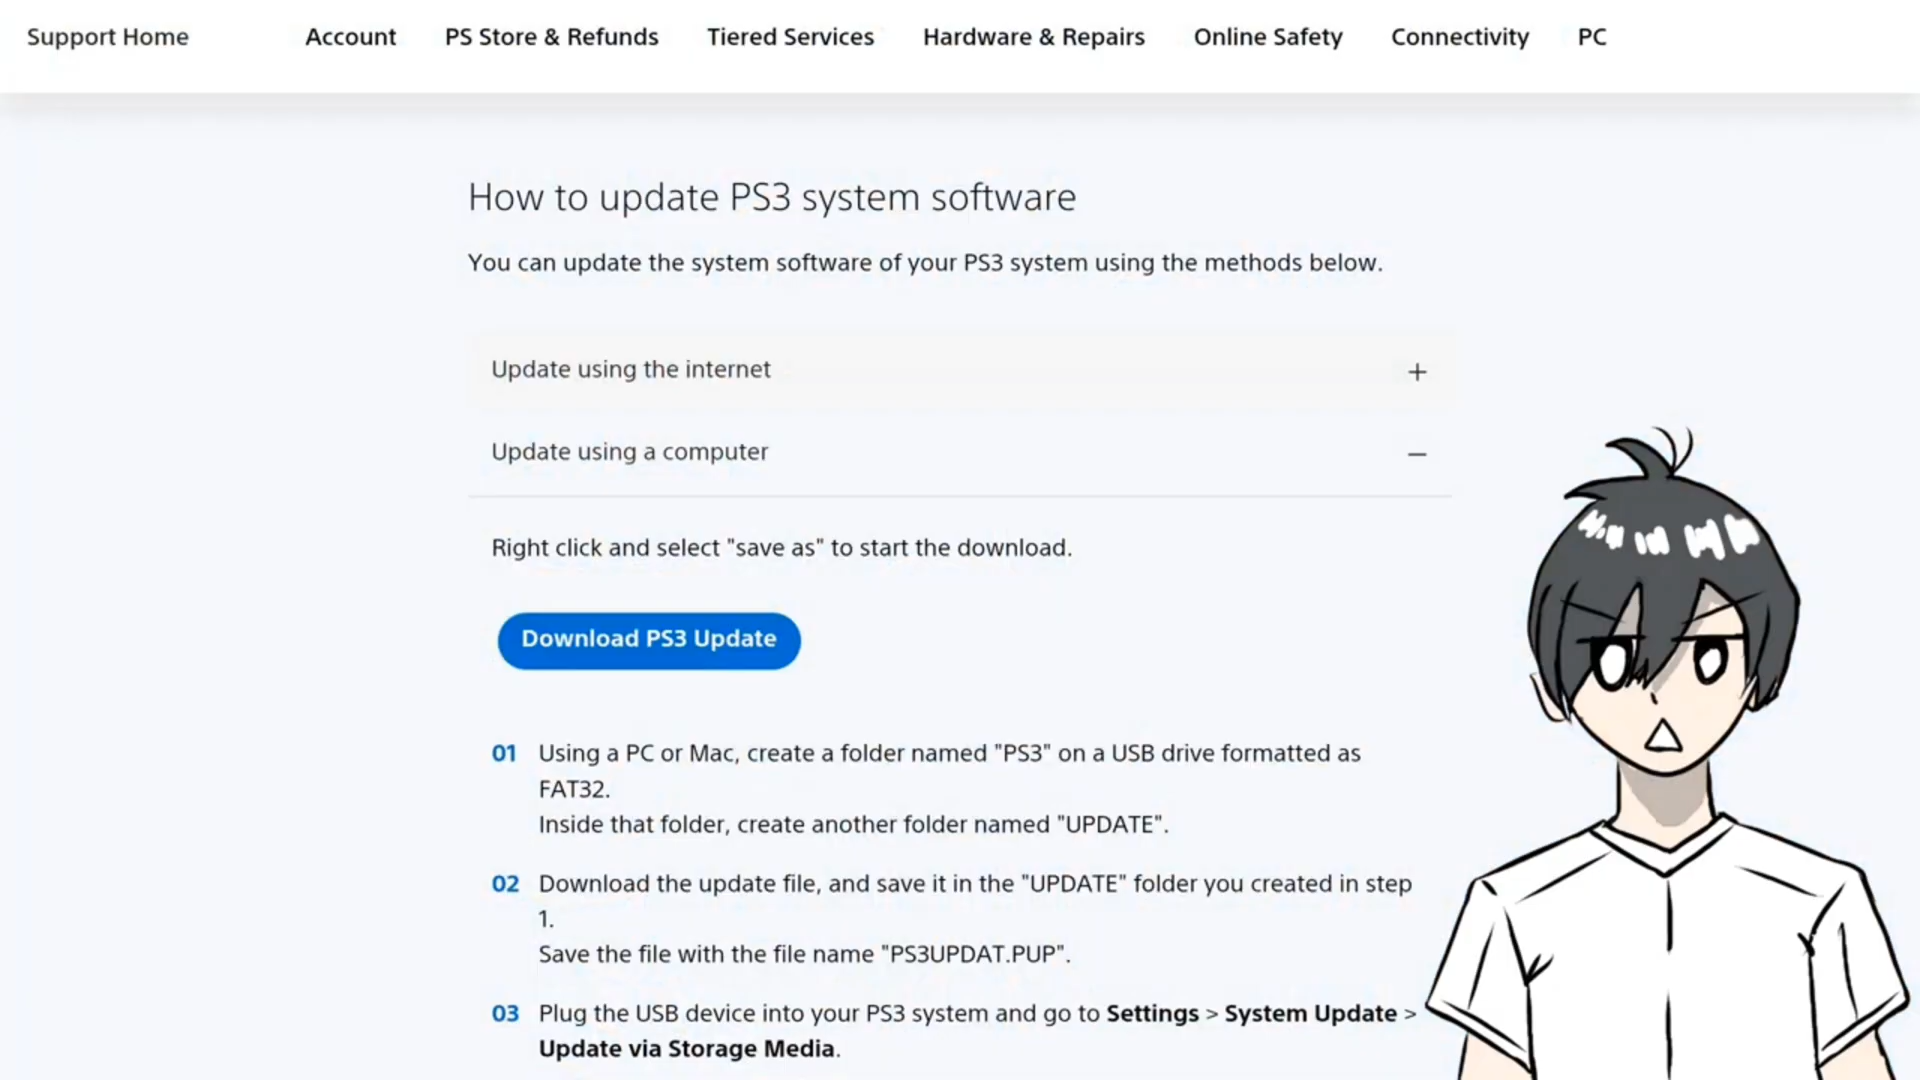 Support Home Account PS Store & Refunds Tiered Services Hardware & Repairs Online Safety Connectivity PC
How to update PS3 system software
You can update the system software of your PS3 system using the methods below.
Update using the internet +
Update using a computer −
Right click and select "save as" to start the download.
Download PS3 Update
01 Using a PC or Mac, create a folder named "PS3" on a USB drive formatted as
FAT32.
Inside that folder, create another folder named "UPDATE".
02 Download the update file, and save it in the "UPDATE" folder you created in step
1.
Save the file with the file name "PS3UPDAT.PUP".
03 Plug the USB device into your PS3 system and go to Settings > System Update >
Update via Storage Media.